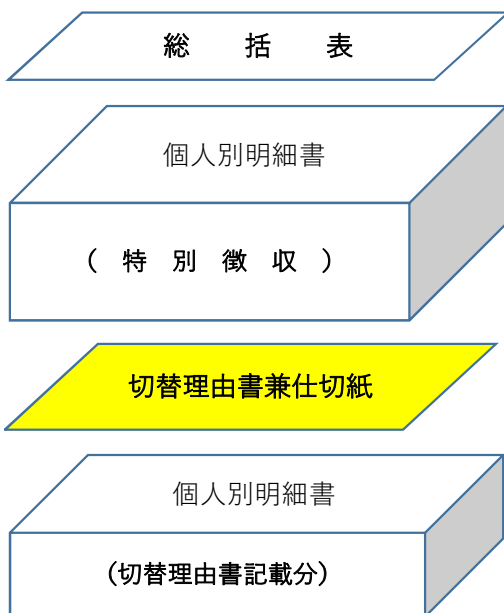 総　括　表
個人別明細書
（　特　別　徴　収　）
切替理由書兼仕切紙
個人別明細書
（切替理由書記載分）